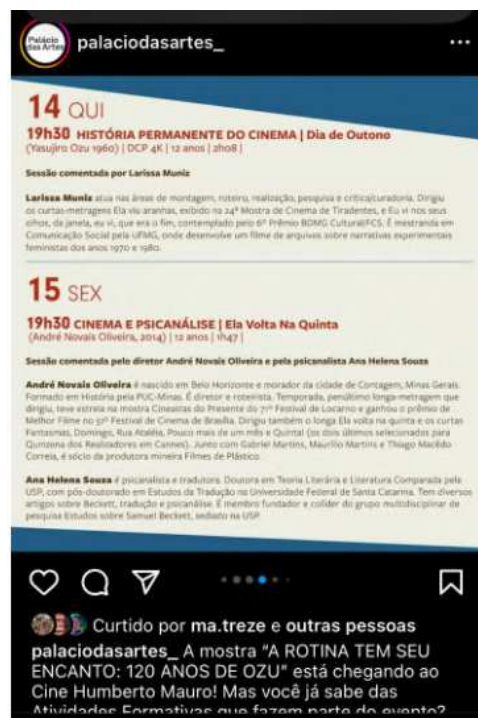 Palácio
das Artes
palaciodasartes_
14 QUI
19h30 HISTÓRIA PERMANENTE DO CINEMA | Dia de Outono
(Yasujiro Ozu 1960) | DCP 4K | 12 anos | 2h08 |
Sessão comentada por Larissa Muniz
Larissa Muniz atua nas áreas de montagem, roteiro, realização, pesquisa e crítica/curadoria. Dirigiu
os curtas-metragens Ela viu aranhas, exibido na 24ª Mostra de Cinema de Tiradentes, e Eu vi nos seus
olhos, da janela, eu vi, que era o fim, contemplado pelo 6º Prêmio BDMG Cultural/FCS. É mestranda em
Comunicação Social pela UFMG, onde desenvolve um filme de arquivos sobre narrativas experimentais
feministas dos anos 1970 e 1980.
15 SEX
19h30 CINEMA E PSICANÁLISE | Ela Volta Na Quinta
(André Novais Oliveira, 2014) | 12 anos | 1h47 |
Sessão comentada pelo diretor André Novais Oliveira e pela psicanalista Ana Helena Souza
André Novais Oliveira é nascido em Belo Horizonte e morador da cidade de Contagem, Minas Gerais.
Formado em História pela PUC-Minas. É diretor e roteirista. Temporada, penúltimo longa-metragem que
dirigiu, teve estreia na mostra Cineastas do Presente do 71º Festival de Locarno e ganhou o prêmio de
Melhor Filme no 51º Festival de Cinema de Brasília. Dirigiu também o longa Ela volta na quinta e os curtas
Fantasmas, Domingo, Rua Ataléia, Pouco mais de um mês e Quintal (os dois últimos selecionados para
Quinzena dos Realizadores em Cannes). Junto com Gabriel Martins, Maurílio Martins e Thiago Macêdo
Correia, é sócio da produtora mineira Filmes de Plástico.
Ana Helena Souza é psicanalista e tradutora. Doutora em Teoria Literária e Literatura Comparada pela
USP, com pós-doutorado em Estudos da Tradução na Universidade Federal de Santa Catarina. Tem diversos
artigos sobre Beckett, tradução e psicanálise. É membro fundador e colíder do grupo multidisciplinar de
pesquisa Estudos sobre Samuel Beckett, sediado na USP.
Curtido por ma.treze e outras pessoas
palaciodasartes_ A mostra "A ROTINA TEM SEU
ENCANTO: 120 ANOS DE OZU" está chegando ao
Cine Humberto Mauro! Mas você já sabe das
Atividades Formativas que fazem parte do evento?